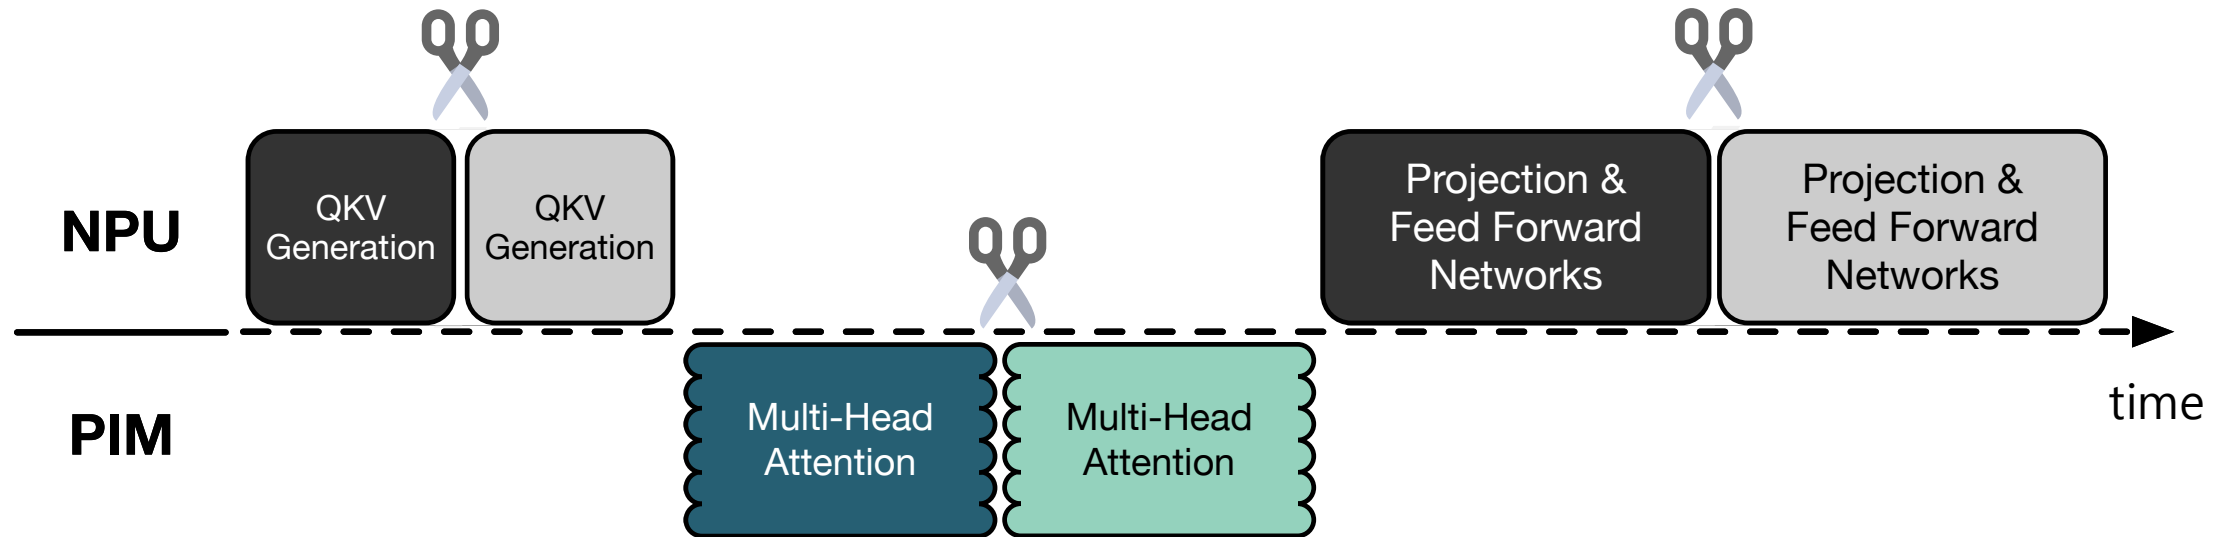 NPU
QKV
Generation
QKV
Generation
Projection &
Feed Forward
Networks
Projection &
Feed Forward
Networks
PIM
Multi-Head
Attention
Multi-Head
Attention
time